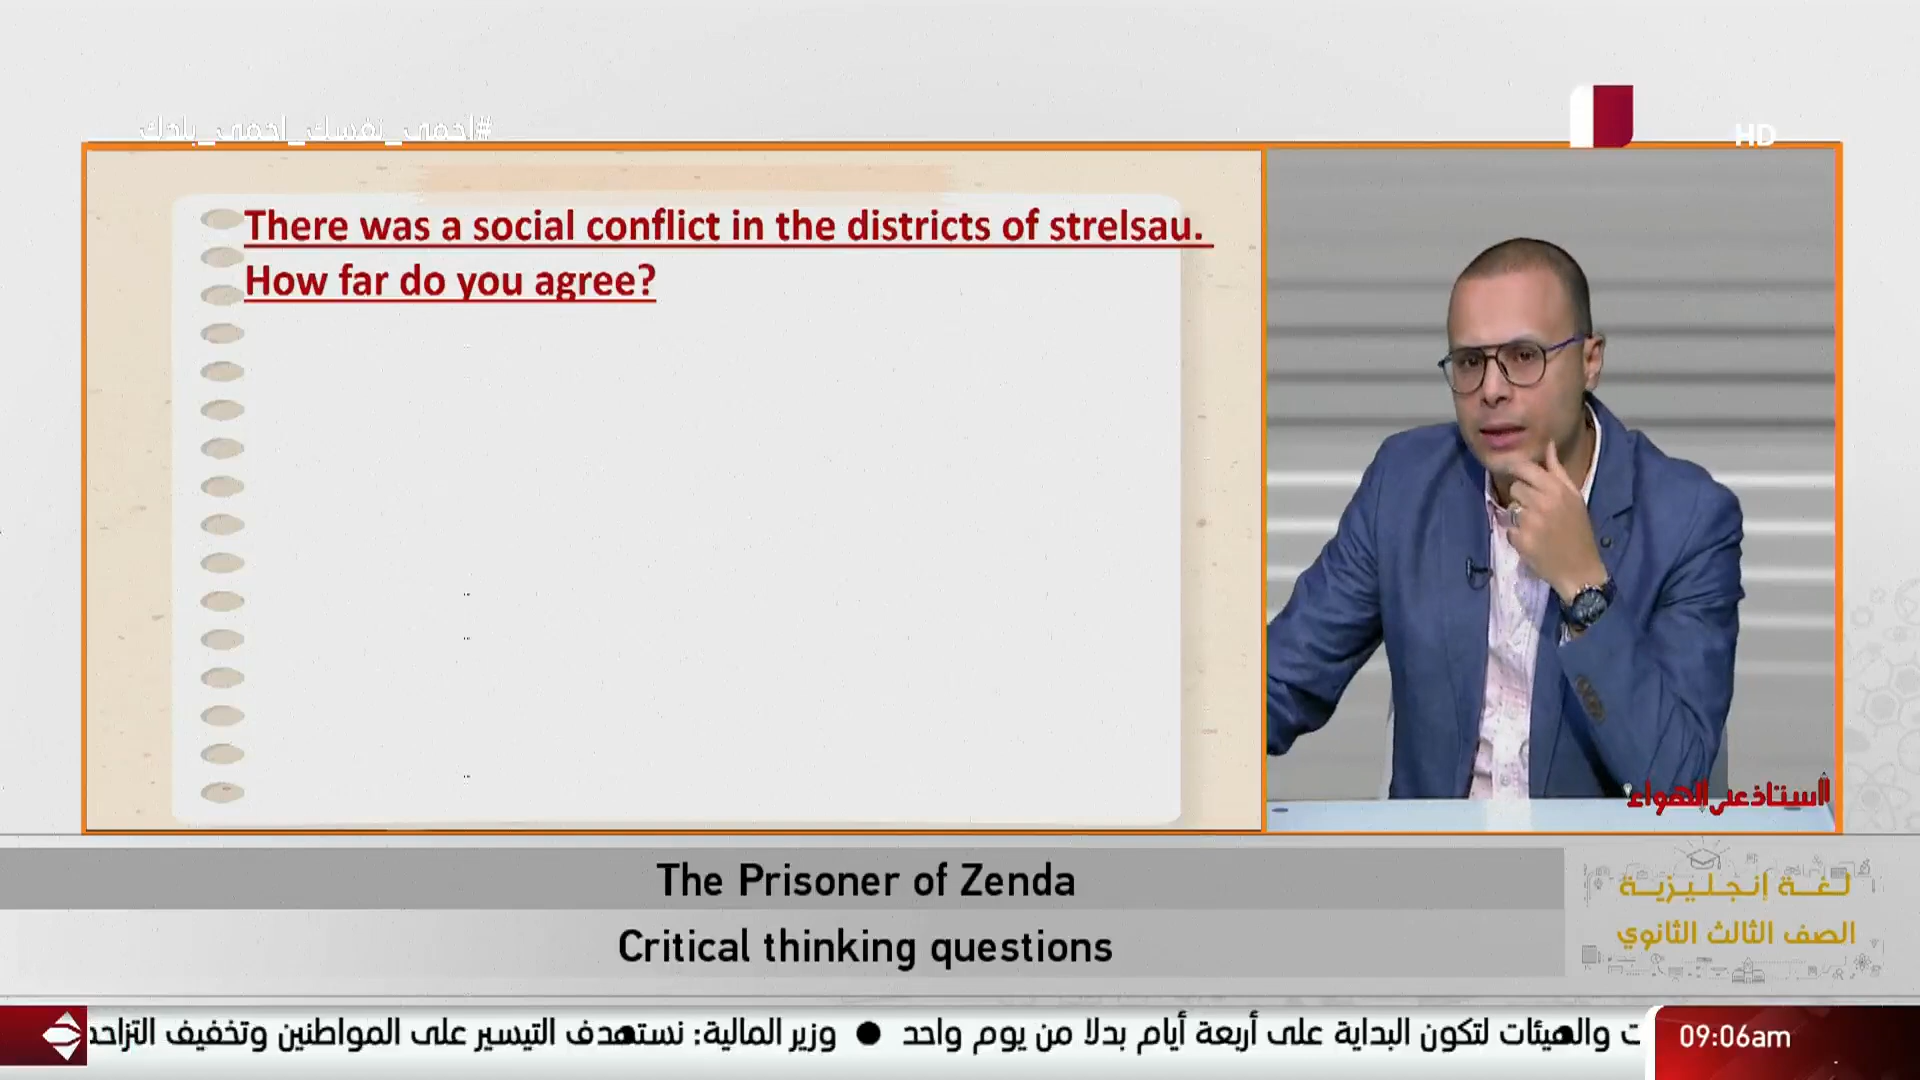 #احمي_نفسك_احمي_بلدك
HD
There was a social conflict in the districts of strelsau.
How far do you agree?
أستاذ على الهواء
The Prisoner of Zenda
Critical thinking questions
لغة إنجليزية
الصف الثالث الثانوي
ت والهيئات لتكون البداية على أربعة أيام بدلا من يوم واحد ● وزير المالية: نستهدف التيسير على المواطنين وتخفيف التزاحم
09:06am